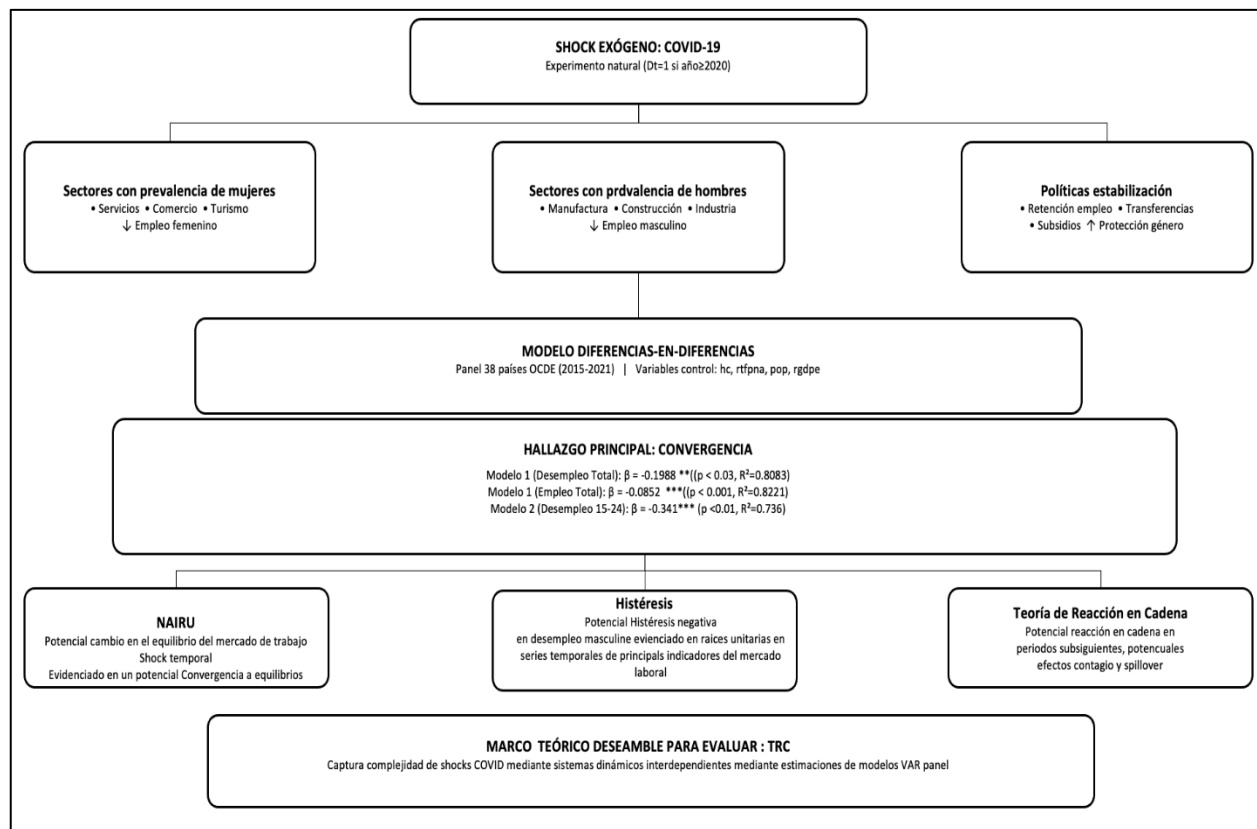 SHOCK EXÓGENO: COVID-19
Experimento natural (Dt=1 si año≥2020)
Sectores con prevalencia de mujeres
• Servicios • Comercio • Turismo
↓ Empleo femenino
Sectores con prdvalencia de hombres
• Manufactura • Construcción • Industria
↓ Empleo masculino
Políticas estabilización
• Retención empleo • Transferencias
• Subsidios ↑ Protección género
MODELO DIFERENCIAS-EN-DIFERENCIAS
Panel 38 países OCDE (2015-2021) | Variables control: hc, rtfpna, pop, rgdpe
HALLAZGO PRINCIPAL: CONVERGENCIA
Modelo 1 (Desempleo Total): β = -0.1988 **((p < 0.03, R²=0.8083)
Modelo 1 (Empleo Total): β = -0.0852 ***((p < 0.001, R²=0.8221)
Modelo 2 (Desempleo 15-24): β = -0.341*** (p <0.01, R²=0.736)
NAIRU
Potencial cambio en el equilibrio del mercado de trabajo
Shock temporal
Evidenciado en un potencial Convergencia a equilibrios
Histéresis
Potencial Histéresis negativa
en desempleo masculine evienciado en raices unitarias en
series temporales de principals indicadores del mercado
laboral
Teoría de Reacción en Cadena
Potencial reacción en cadena en
periodos subsiguientes, potencuales
efectos contagio y spillover
MARCO TEÓRICO DESEAMBLE PARA EVALUAR : TRC
Captura complejidad de shocks COVID mediante sistemas dinámicos interdependientes mediante estimaciones de modelos VAR panel